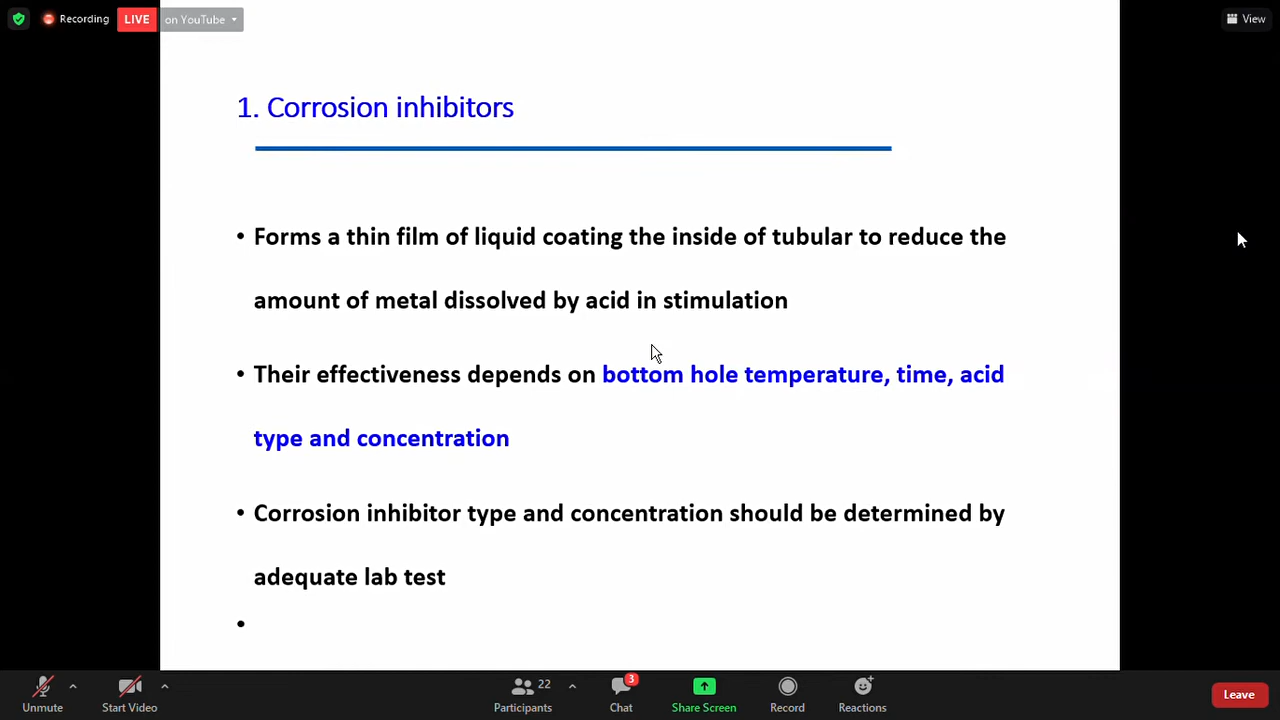 Recording LIVE on YouTube
View
1. Corrosion inhibitors
• Forms a thin film of liquid coating the inside of tubular to reduce the
amount of metal dissolved by acid in stimulation
• Their effectiveness depends on bottom hole temperature, time, acid
type and concentration
• Corrosion inhibitor type and concentration should be determined by
adequate lab test
•
22
3
Unmute Start Video Participants Chat Share Screen Record Reactions Leave